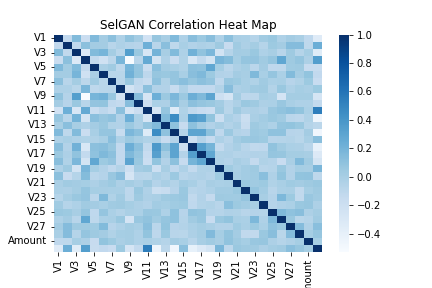 SelGAN Correlation Heat Map
V1
V3
V5
V7
V9
V11
V13
V15
V17
V19
V21
V23
V25
V27
Amount
1.0
0.8
0.6
0.4
0.2
0.0
−0.2
−0.4
V1
V3
V5
V7
V9
V11
V13
V15
V17
V19
V21
V23
V25
V27
mount